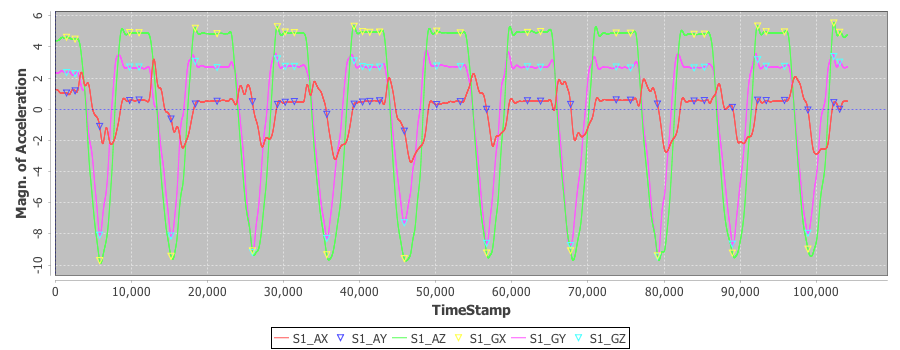 6
4
2
0
-2
-4
-6
-8
-10
Magn. of Acceleration
0 10,000 20,000 30,000 40,000 50,000 60,000 70,000 80,000 90,000 100,000
TimeStamp
S1_AX S1_AY S1_AZ S1_GX S1_GY S1_GZ